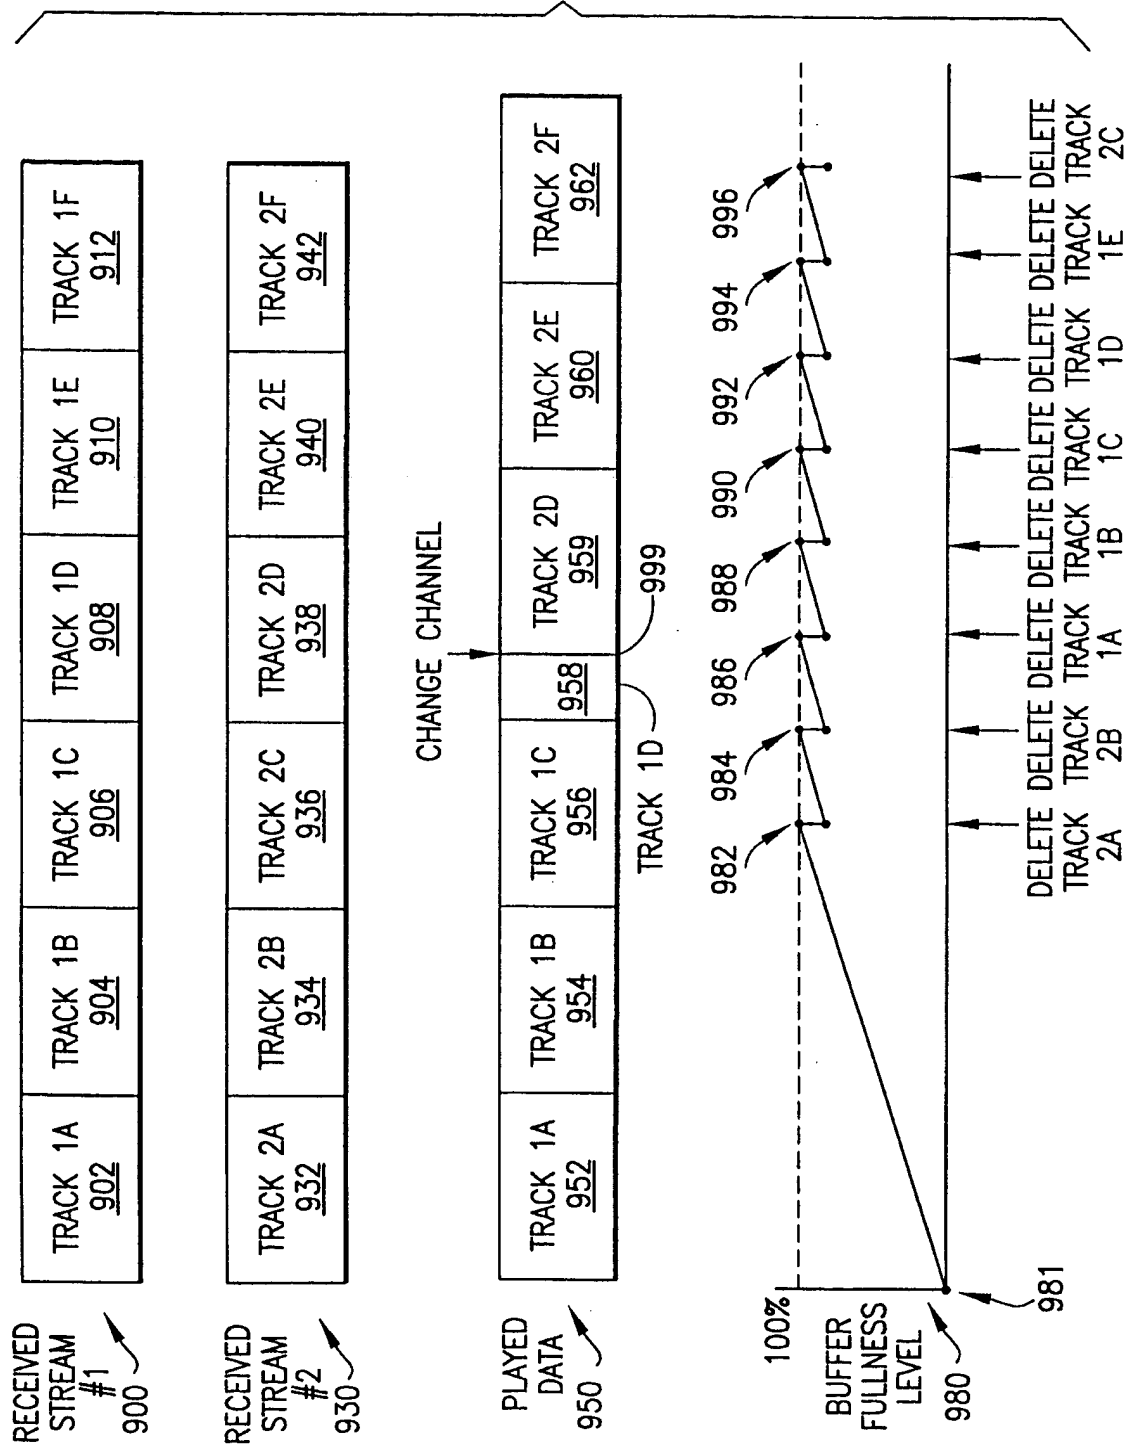 RECEIVED
STREAM
#1
900
TRACK 1A
902
TRACK 1B
904
TRACK 1C
906
TRACK 1D
908
TRACK 1E
910
TRACK 1F
912
RECEIVED
STREAM
#2
930
TRACK 2A
932
TRACK 2B
934
TRACK 2C
936
TRACK 2D
938
TRACK 2E
940
TRACK 2F
942
CHANGE CHANNEL
PLAYED
DATA
950
TRACK 1A
952
TRACK 1B
954
TRACK 1C
956
958
TRACK 2D
959
TRACK 2E
960
TRACK 2F
962
TRACK 1D
999
100%
BUFFER
FULLNESS
LEVEL
980
981
982
984
986
988
990
992
994
996
DELETE
TRACK
2A
DELETE
TRACK
2B
DELETE
TRACK
1A
DELETE
TRACK
1B
DELETE
TRACK
1C
DELETE
TRACK
1D
DELETE
TRACK
1E
DELETE
TRACK
2C